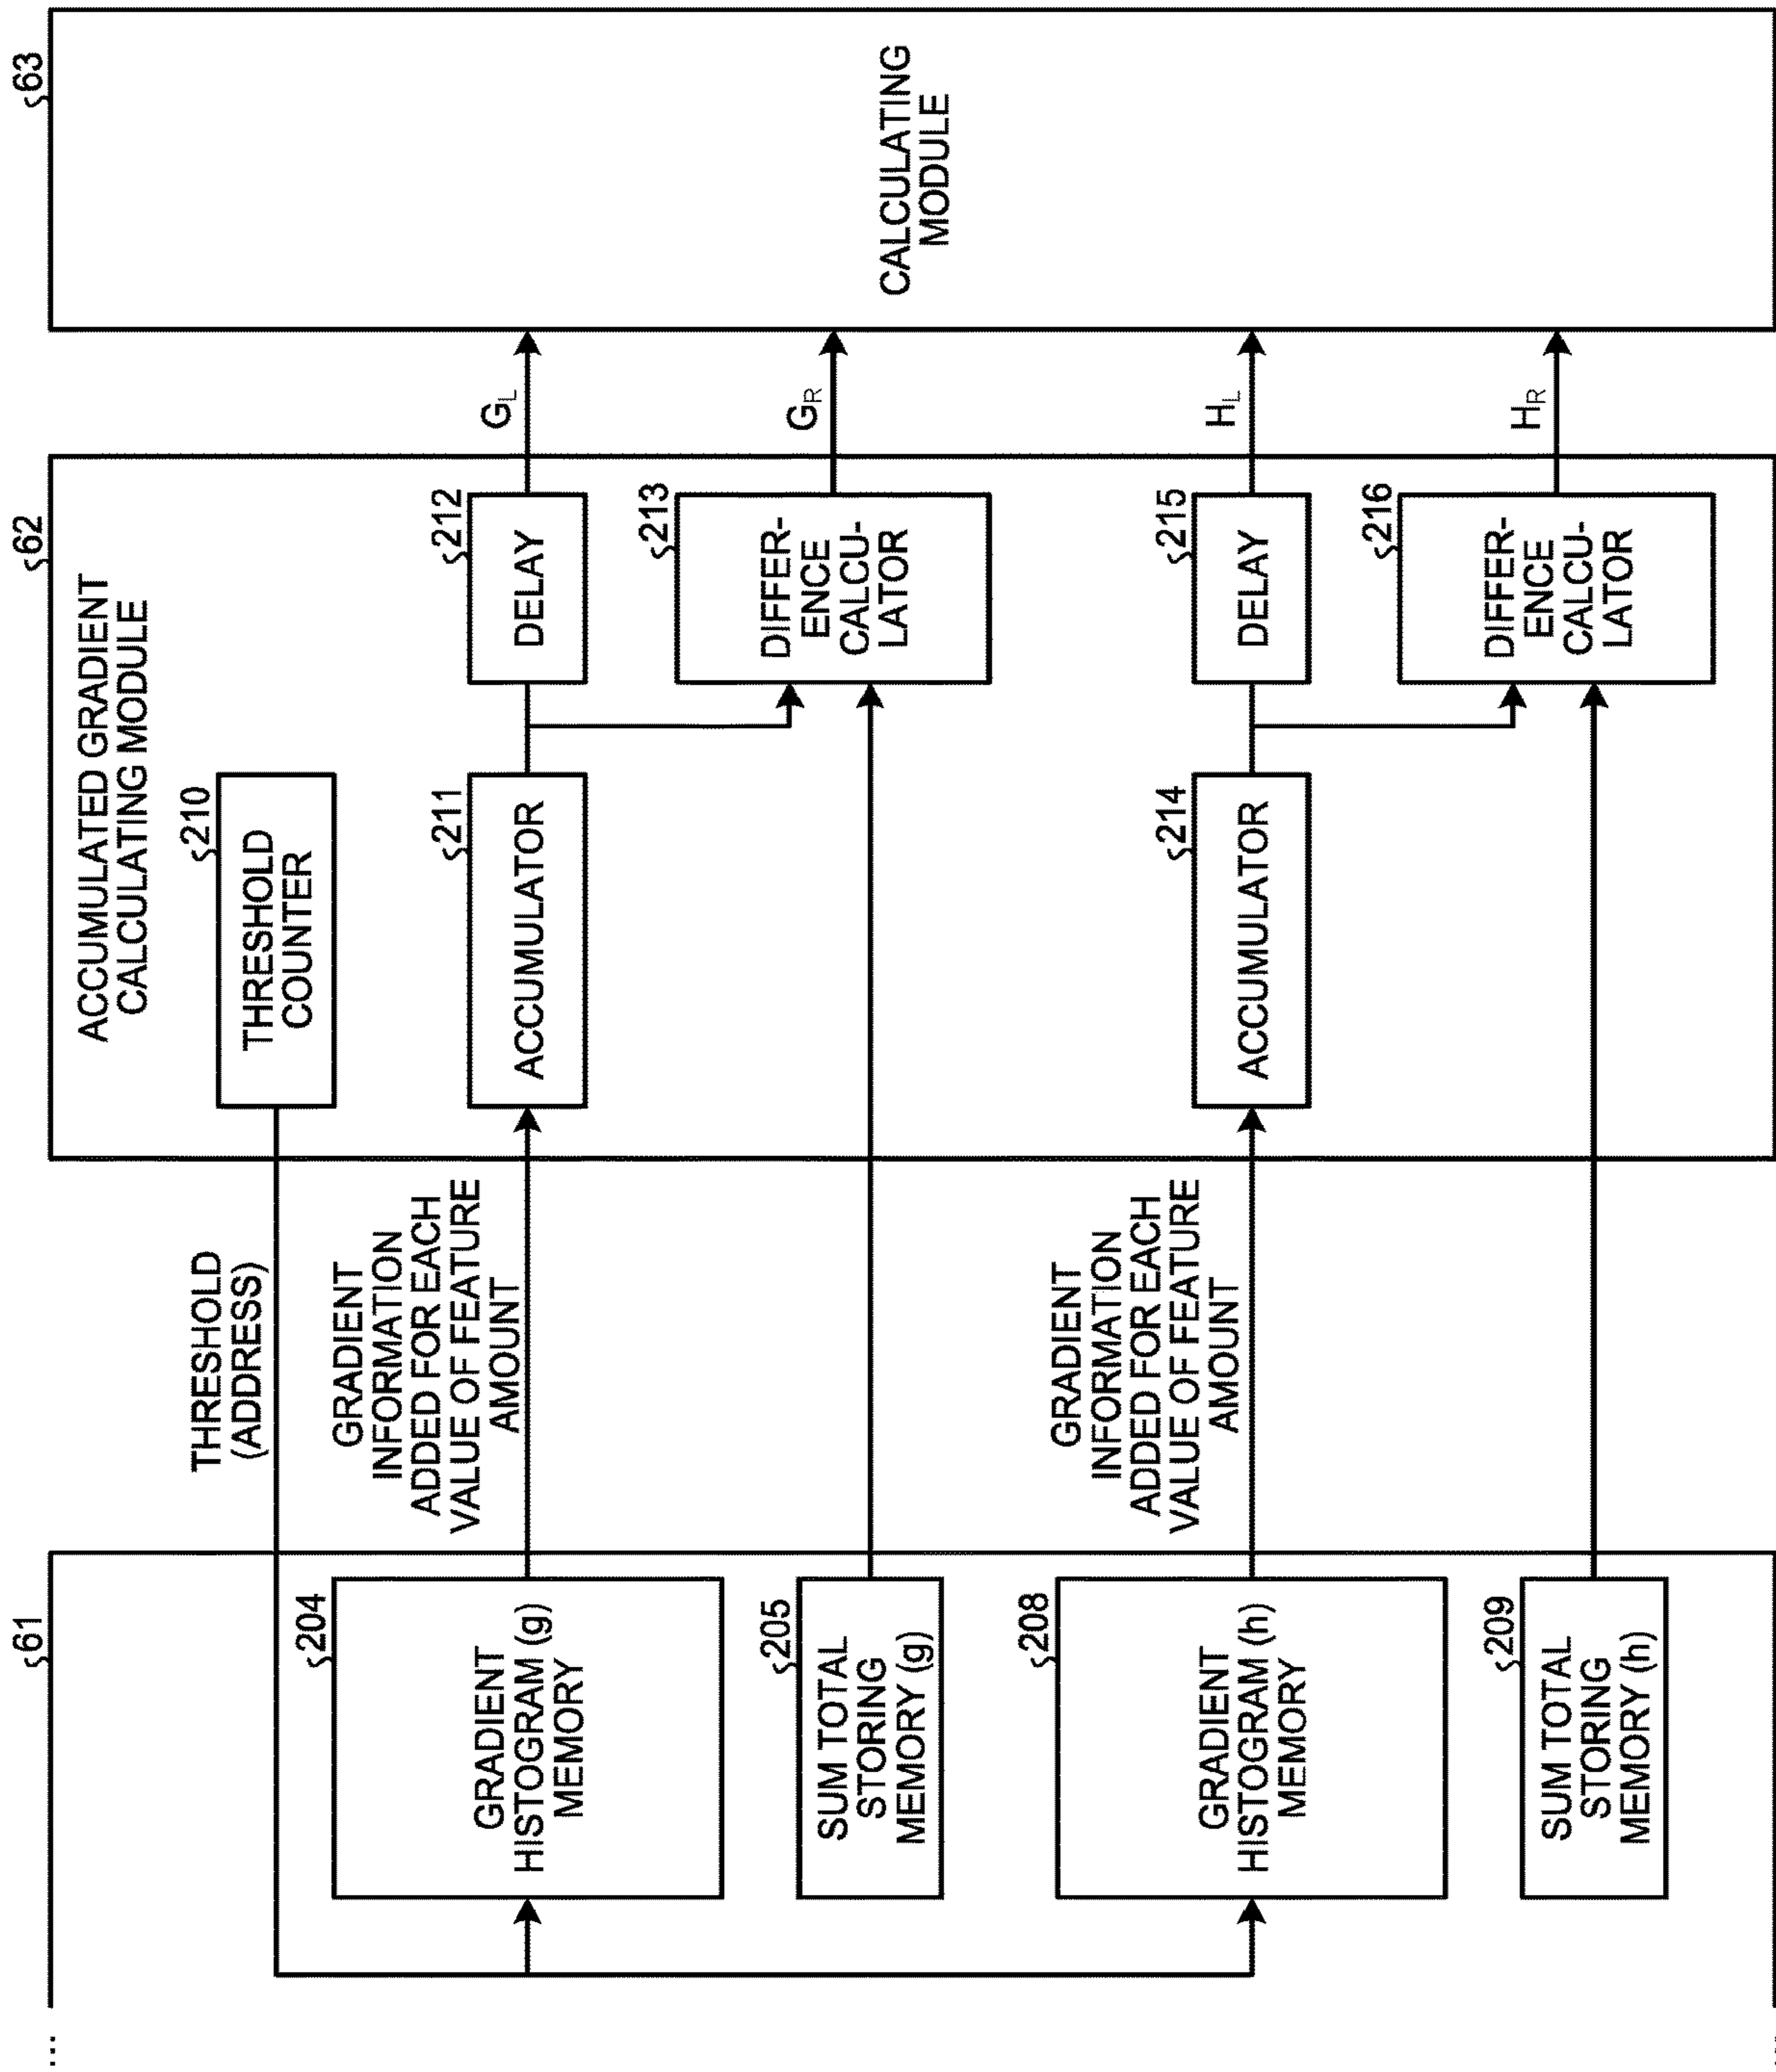 61
204
GRADIENT
HISTOGRAM (g)
MEMORY
205
SUM TOTAL
STORING
MEMORY (g)
208
GRADIENT
HISTOGRAM (h)
MEMORY
209
SUM TOTAL
STORING
MEMORY (h)
...
THRESHOLD
(ADDRESS)
GRADIENT
INFORMATION
ADDED FOR EACH
VALUE OF FEATURE
AMOUNT
GRADIENT
INFORMATION
ADDED FOR EACH
VALUE OF FEATURE
AMOUNT
62
ACCUMULATED GRADIENT
CALCULATING MODULE
210
THRESHOLD
COUNTER
211
ACCUMULATOR
212
DELAY
213
DIFFER-
ENCE
CALCU-
LATOR
214
ACCUMULATOR
215
DELAY
216
DIFFER-
ENCE
CALCU-
LATOR
GL
GR
HL
HR
63
CALCULATING
MODULE